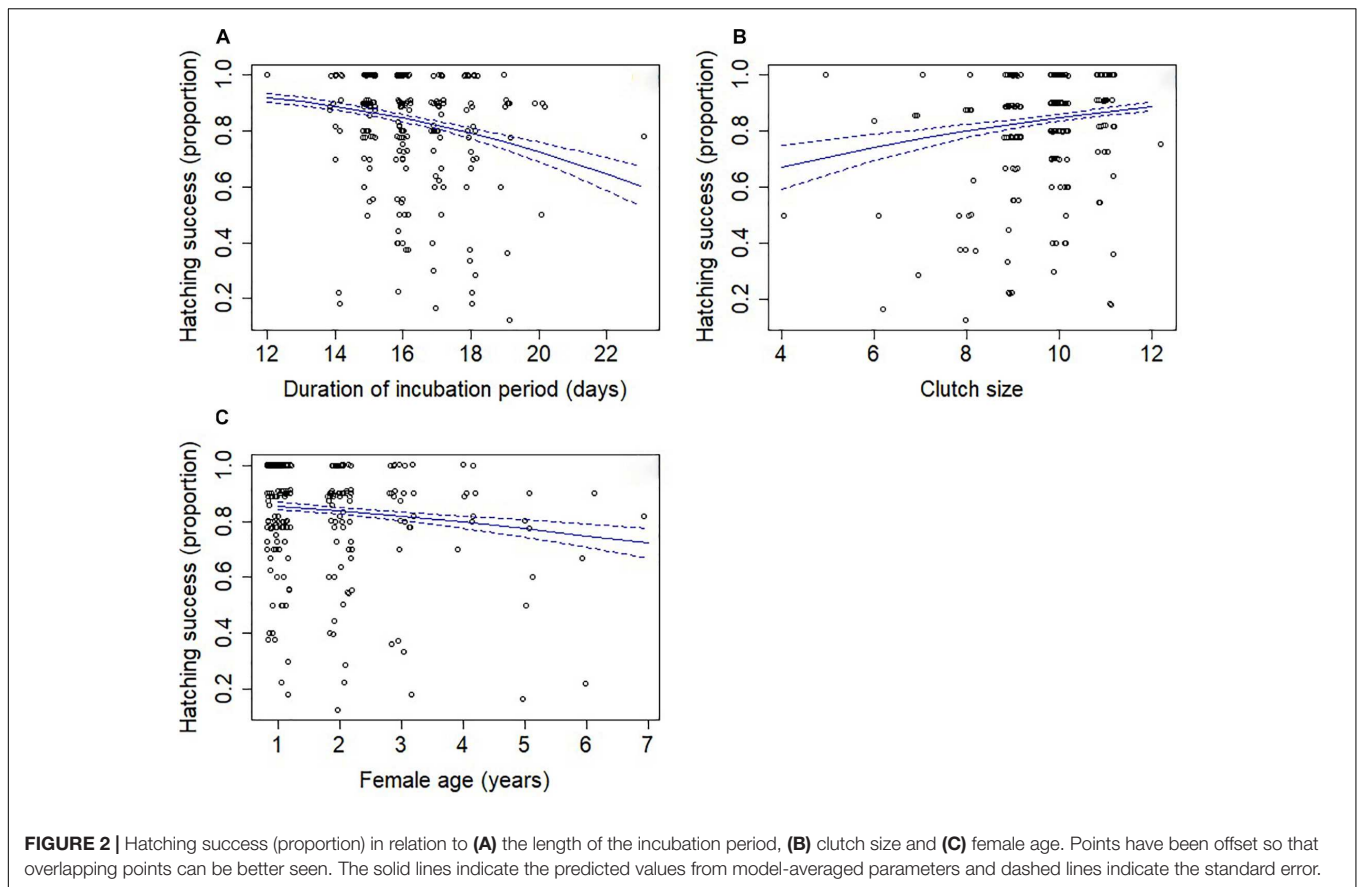 A
Hatching success (proportion)
1.0
0.8
0.6
0.4
0.2
12 14 16 18 20 22
Duration of incubation period (days)
B
Hatching success (proportion)
1.0
0.8
0.6
0.4
0.2
4 6 8 10 12
Clutch size
C
Hatching success (proportion)
1.0
0.8
0.6
0.4
0.2
1 2 3 4 5 6 7
Female age (years)
FIGURE 2 | Hatching success (proportion) in relation to (A) the length of the incubation period, (B) clutch size and (C) female age. Points have been offset so that
overlapping points can be better seen. The solid lines indicate the predicted values from model-averaged parameters and dashed lines indicate the standard error.